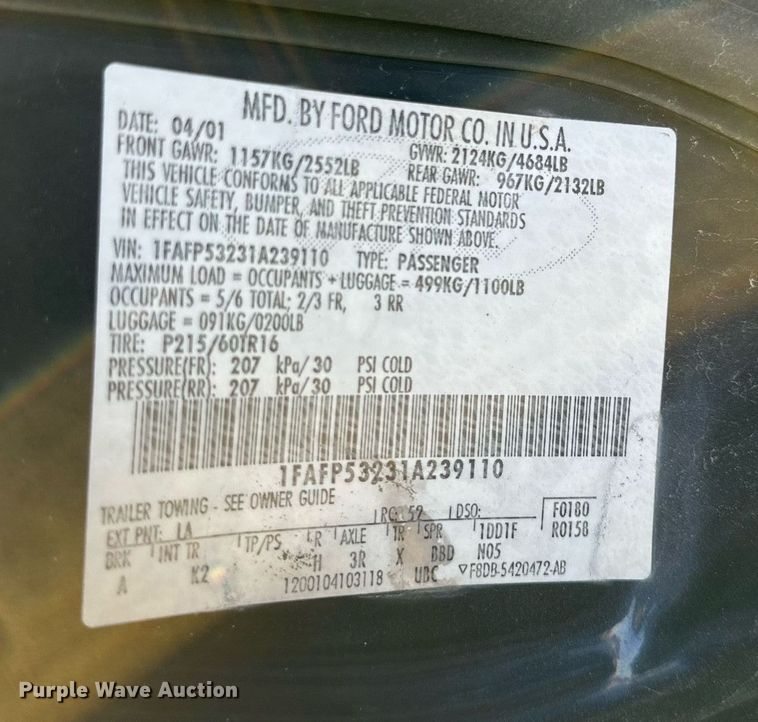 MFD. BY FORD MOTOR CO. IN U.S.A.
DATE: 04/01 GVWR: 2124KG/4684LB
FRONT GAWR: 1157KG/2552LB REAR GAWR: 967KG/2132LB
THIS VEHICLE CONFORMS TO ALL APPLICABLE FEDERAL MOTOR
VEHICLE SAFETY, BUMPER, AND THEFT PREVENTION STANDARDS
IN EFFECT ON THE DATE OF MANUFACTURE SHOWN ABOVE.
VIN: 1FAFP53231A239110 TYPE: PASSENGER
MAXIMUM LOAD = OCCUPANTS + LUGGAGE = 499KG/1100LB
OCCUPANTS = 5/6 TOTAL; 2/3 FR, 3 RR
LUGGAGE = 091KG/0200LB
TIRE: P215/60TR16
PRESSURE(FR): 207 kPa/30 PSI COLD
PRESSURE(RR): 207 kPa/30 PSI COLD
1FAFP53231A239110
TRAILER TOWING - SEE OWNER GUIDE
EXT PNT: LA RC: 52 DSO: F0180
BRK INT TR TP/PS R AXLE TR SPR 1DD1F R0158
A K2 H 3R X BBD NO5
1200104103118 UBC ▽F8DB-5420472-AB
Purple Wave Auction